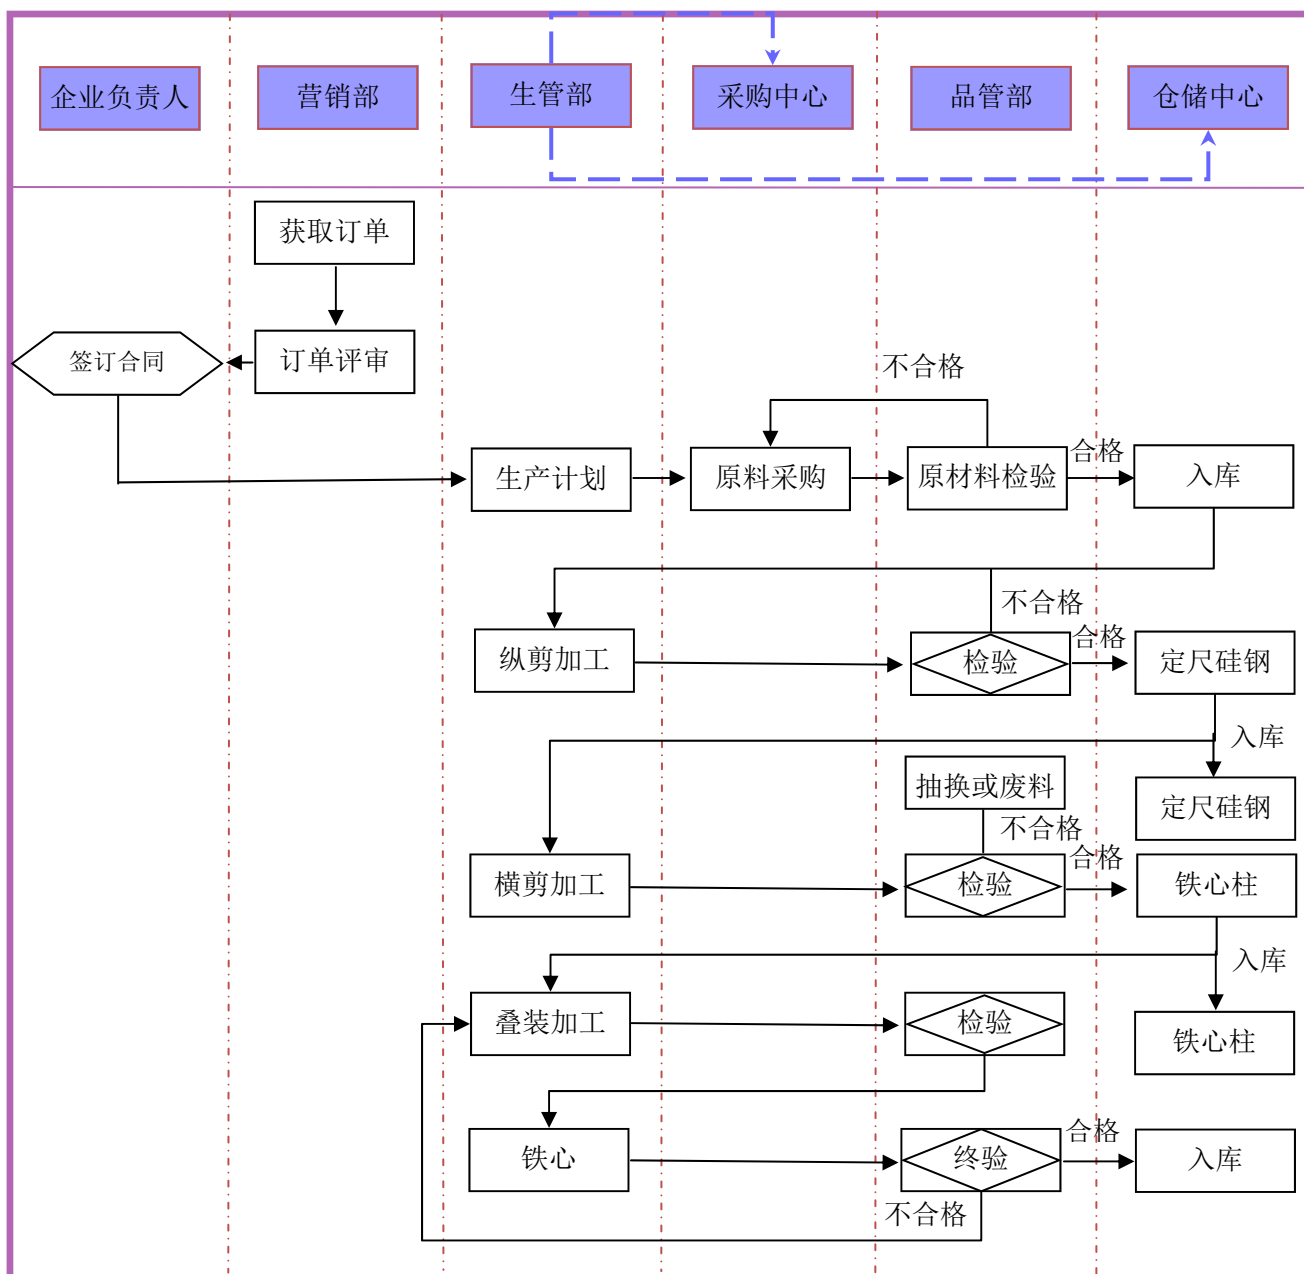 企业负责人
营销部
生管部
采购中心
品管部
仓储中心
获取订单
签订合同
订单评审
不合格
生产计划
原料采购
原材料检验
合格
入库
不合格
纵剪加工
检验
合格
定尺硅钢
入库
抽换或废料
定尺硅钢
不合格
横剪加工
检验
合格
铁心柱
入库
叠装加工
检验
铁心柱
铁心
终验
合格
入库
不合格